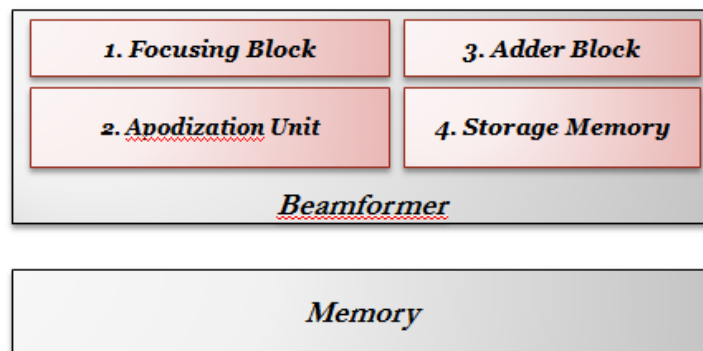 1. Focusing Block
3. Adder Block
2. Apodization Unit
4. Storage Memory
Beamformer
Memory